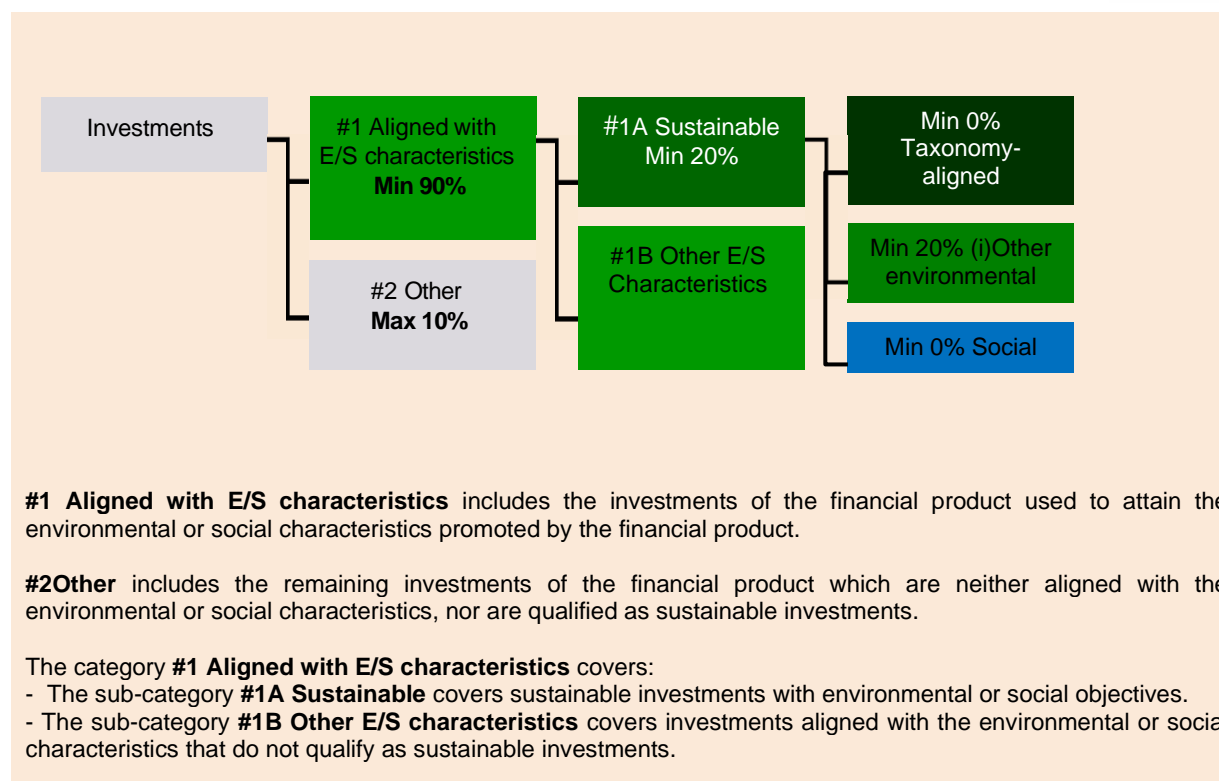 Investments
#1 Aligned with
E/S characteristics
Min 90%
#2 Other
Max 10%
#1A Sustainable
Min 20%
#1B Other E/S
Characteristics
Min 0%
Taxonomy-
aligned
Min 20% (i)Other
environmental
Min 0% Social
#1 Aligned with E/S characteristics includes the investments of the financial product used to attain the
environmental or social characteristics promoted by the financial product.
#2Other includes the remaining investments of the financial product which are neither aligned with the
environmental or social characteristics, nor are qualified as sustainable investments.
The category #1 Aligned with E/S characteristics covers:
- The sub-category #1A Sustainable covers sustainable investments with environmental or social objectives.
- The sub-category #1B Other E/S characteristics covers investments aligned with the environmental or social
characteristics that do not qualify as sustainable investments.